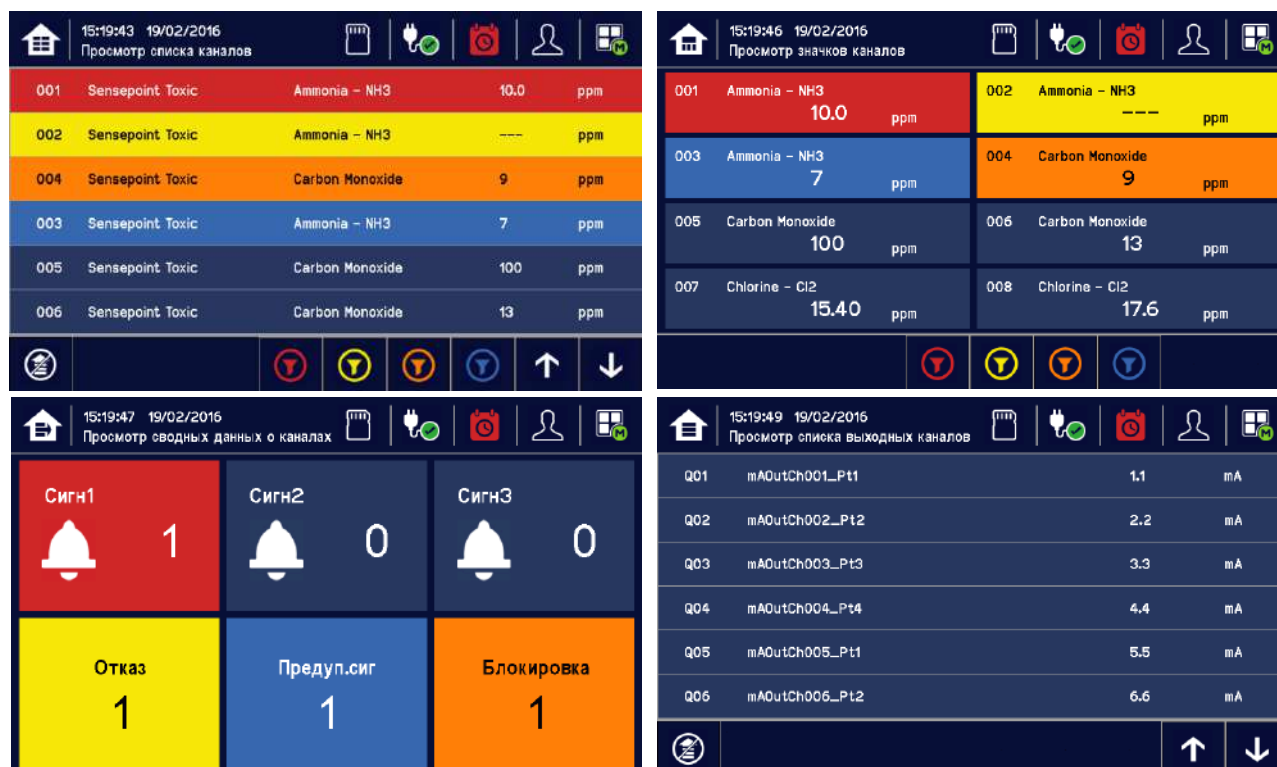 15:19:43 19/02/2016
Просмотр списка каналов
001 Sensepoint Toxic Ammonia - NH3 10.0 ppm
002 Sensepoint Toxic Ammonia - NH3 --- ppm
004 Sensepoint Toxic Carbon Monoxide 9 ppm
003 Sensepoint Toxic Ammonia - NH3 7 ppm
005 Sensepoint Toxic Carbon Monoxide 100 ppm
006 Sensepoint Toxic Carbon Monoxide 13 ppm
M
15:19:46 19/02/2016
Просмотр значков каналов
M
001 Ammonia - NH3
10.0 ppm
002 Ammonia - NH3
--- ppm
003 Ammonia - NH3
7 ppm
004 Carbon Monoxide
9 ppm
005 Carbon Monoxide
100 ppm
006 Carbon Monoxide
13 ppm
007 Chlorine - Cl2
15.40 ppm
008 Chlorine - Cl2
17.6 ppm
15:19:47 19/02/2016
Просмотр сводных данных о каналах
M
Сигн1
1
Сигн2
0
Сигн3
0
Отказ
1
Предуп.сиг
1
Блокировка
1
15:19:49 19/02/2016
Просмотр списка выходных каналов
M
Q01 mAOutCh001_Pt1 1.1 mA
Q02 mAOutCh002_Pt2 2.2 mA
Q03 mAOutCh003_Pt3 3.3 mA
Q04 mAOutCh004_Pt4 4.4 mA
Q05 mAOutCh005_Pt1 5.5 mA
Q06 mAOutCh006_Pt2 6.6 mA